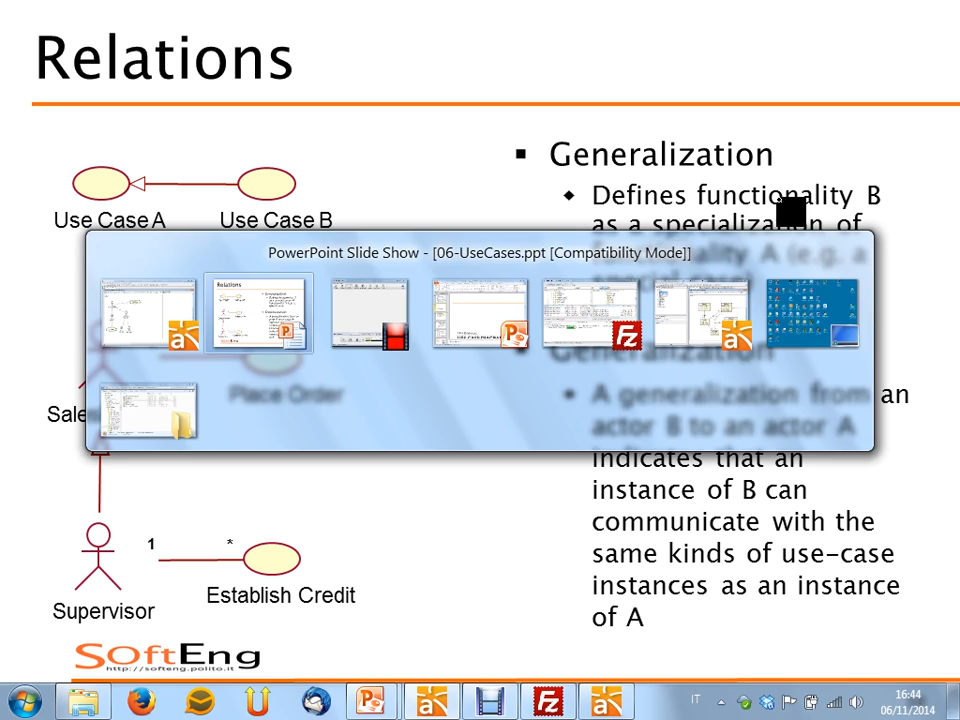 Relations
Generalization
Defines functionality B
as a specialization of
Use Case A
Use Case B
PowerPoint Slide Show - [06-UseCases.ppt [Compatibility Mode]]
Relations
functionality A (e.g. a
special case)
Generalization
Place Order
A generalization from an
Sale
actor B to an actor A
indicates that an
instance of B can
communicate with the
same kinds of use-case
instances as an instance
of A
1
*
Establish Credit
Supervisor
SOftEng
http://softeng.polito.it
IT
16:44
06/11/2014